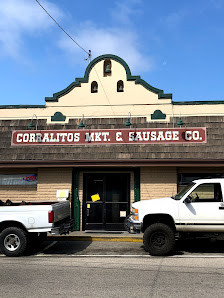 CORRALITOS MKT. & SAUSAGE CO.